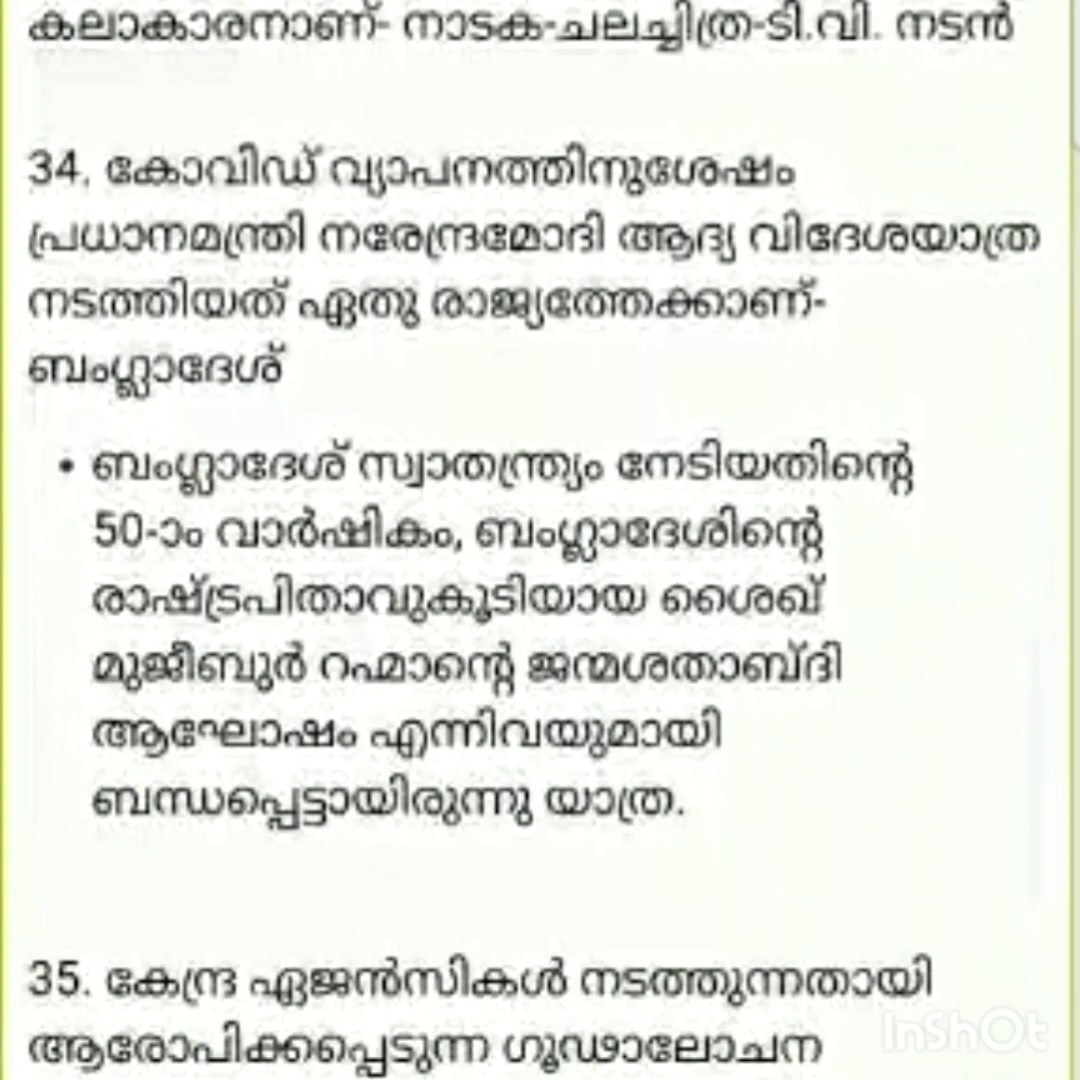 കലാകാരനാണ്- നാടക-ചലച്ചിത്ര-ടി.വി. നടൻ
34. കോവിഡ് വ്യാപനത്തിനുശേഷം
പ്രധാനമന്ത്രി നരേന്ദ്രമോദി ആദ്യ വിദേശയാത്ര
നടത്തിയത് ഏതു രാജ്യത്തേക്കാണ്-
ബംഗ്ലാദേശ്
• ബംഗ്ലാദേശ് സ്വാതന്ത്ര്യം നേടിയതിന്റെ
50-ാം വാർഷികം, ബംഗ്ലാദേശിന്റെ
രാഷ്ട്രപിതാവുകൂടിയായ ശൈഖ്
മുജീബുർ റഹ്മാന്റെ ജന്മശതാബ്ദി
ആഘോഷം എന്നിവയുമായി
ബന്ധപ്പെട്ടായിരുന്നു യാത്ര.
35. കേന്ദ്ര ഏജൻസികൾ നടത്തുന്നതായി
ആരോപിക്കപ്പെടുന്ന ഗൂഢാലോചന
InShOt